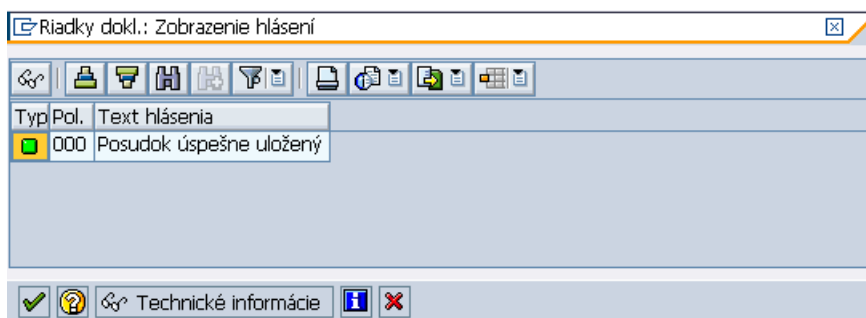 Riadky dokl.: Zobrazenie hlásení
Typ Pol. Text hlásenia
000 Posudok úspešne uložený
Technické informácie